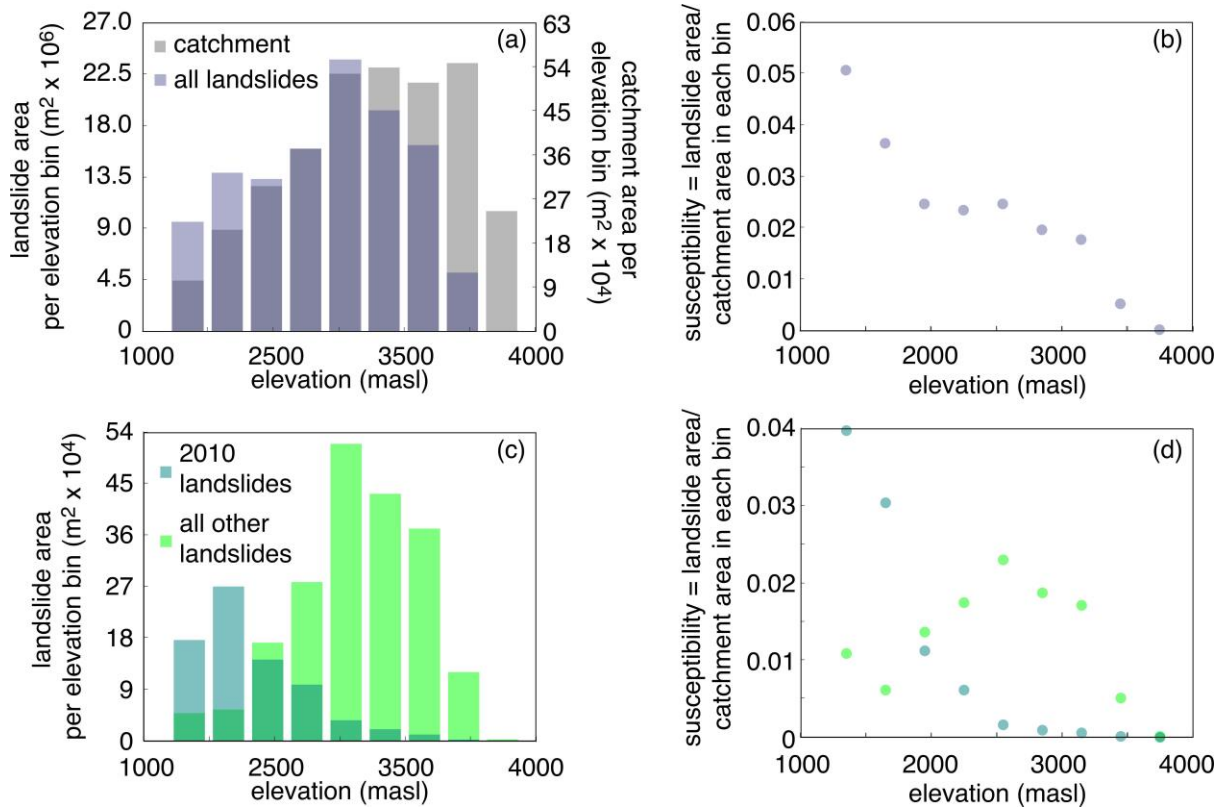 27.0
22.5
18.0
13.5
9.0
4.5
0
landslide area
per elevation bin (m² x 10⁶)
catchment
all landslides
(a)
63
54
45
36
27
18
9
0
catchment area per
elevation bin (m² x 10⁴)
1000 2500 3500 4000
elevation (masl)
0.06
0.05
0.04
0.03
0.02
0.01
0
susceptibility = landslide area/
catchment area in each bin
(b)
1000 2000 3000 4000
elevation (masl)
54
45
36
27
18
9
0
landslide area
per elevation bin (m² x 10⁴)
2010
landslides
all other
landslides
(c)
1000 2500 3500 4000
elevation (masl)
0.04
0.03
0.02
0.01
0
susceptibility = landslide area/
catchment area in each bin
(d)
1000 2000 3000 4000
elevation (masl)